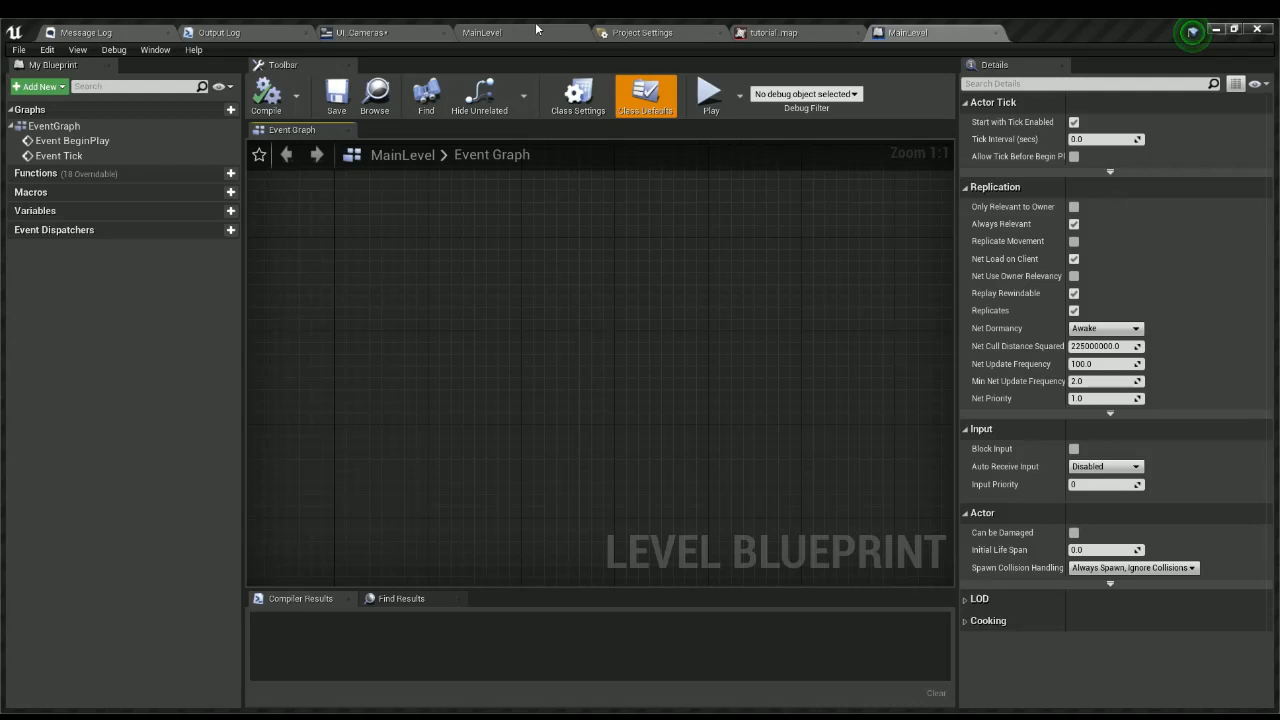 Message Log
Output Log
UI_Cameras*
MainLevel
Project Settings
tutorial_map
MainLevel
File Edit View Debug Window Help
My Blueprint
Toolbar
Details
Add New
Search
Compile
Save
Browse
Find
Hide Unrelated
Class Settings
Class Defaults
Play
No debug object selected
Debug Filter
Search Details
Graphs
EventGraph
Event BeginPlay
Event Tick
Functions (18 Overridable)
Macros
Variables
Event Dispatchers
Event Graph
MainLevel > Event Graph
Zoom 1:1
LEVEL BLUEPRINT
Compiler Results
Find Results
Clear
Actor Tick
Start with Tick Enabled
Tick Interval (secs) 0.0
Allow Tick Before Begin Pl
Replication
Only Relevant to Owner
Always Relevant
Replicate Movement
Net Load on Client
Net Use Owner Relevancy
Replay Rewindable
Replicates
Net Dormancy Awake
Net Cull Distance Squared 225000000.0
Net Update Frequency 100.0
Min Net Update Frequency 2.0
Net Priority 1.0
Input
Block Input
Auto Receive Input Disabled
Input Priority 0
Actor
Can be Damaged
Initial Life Span 0.0
Spawn Collision Handling Always Spawn, Ignore Collisions
LOD
Cooking